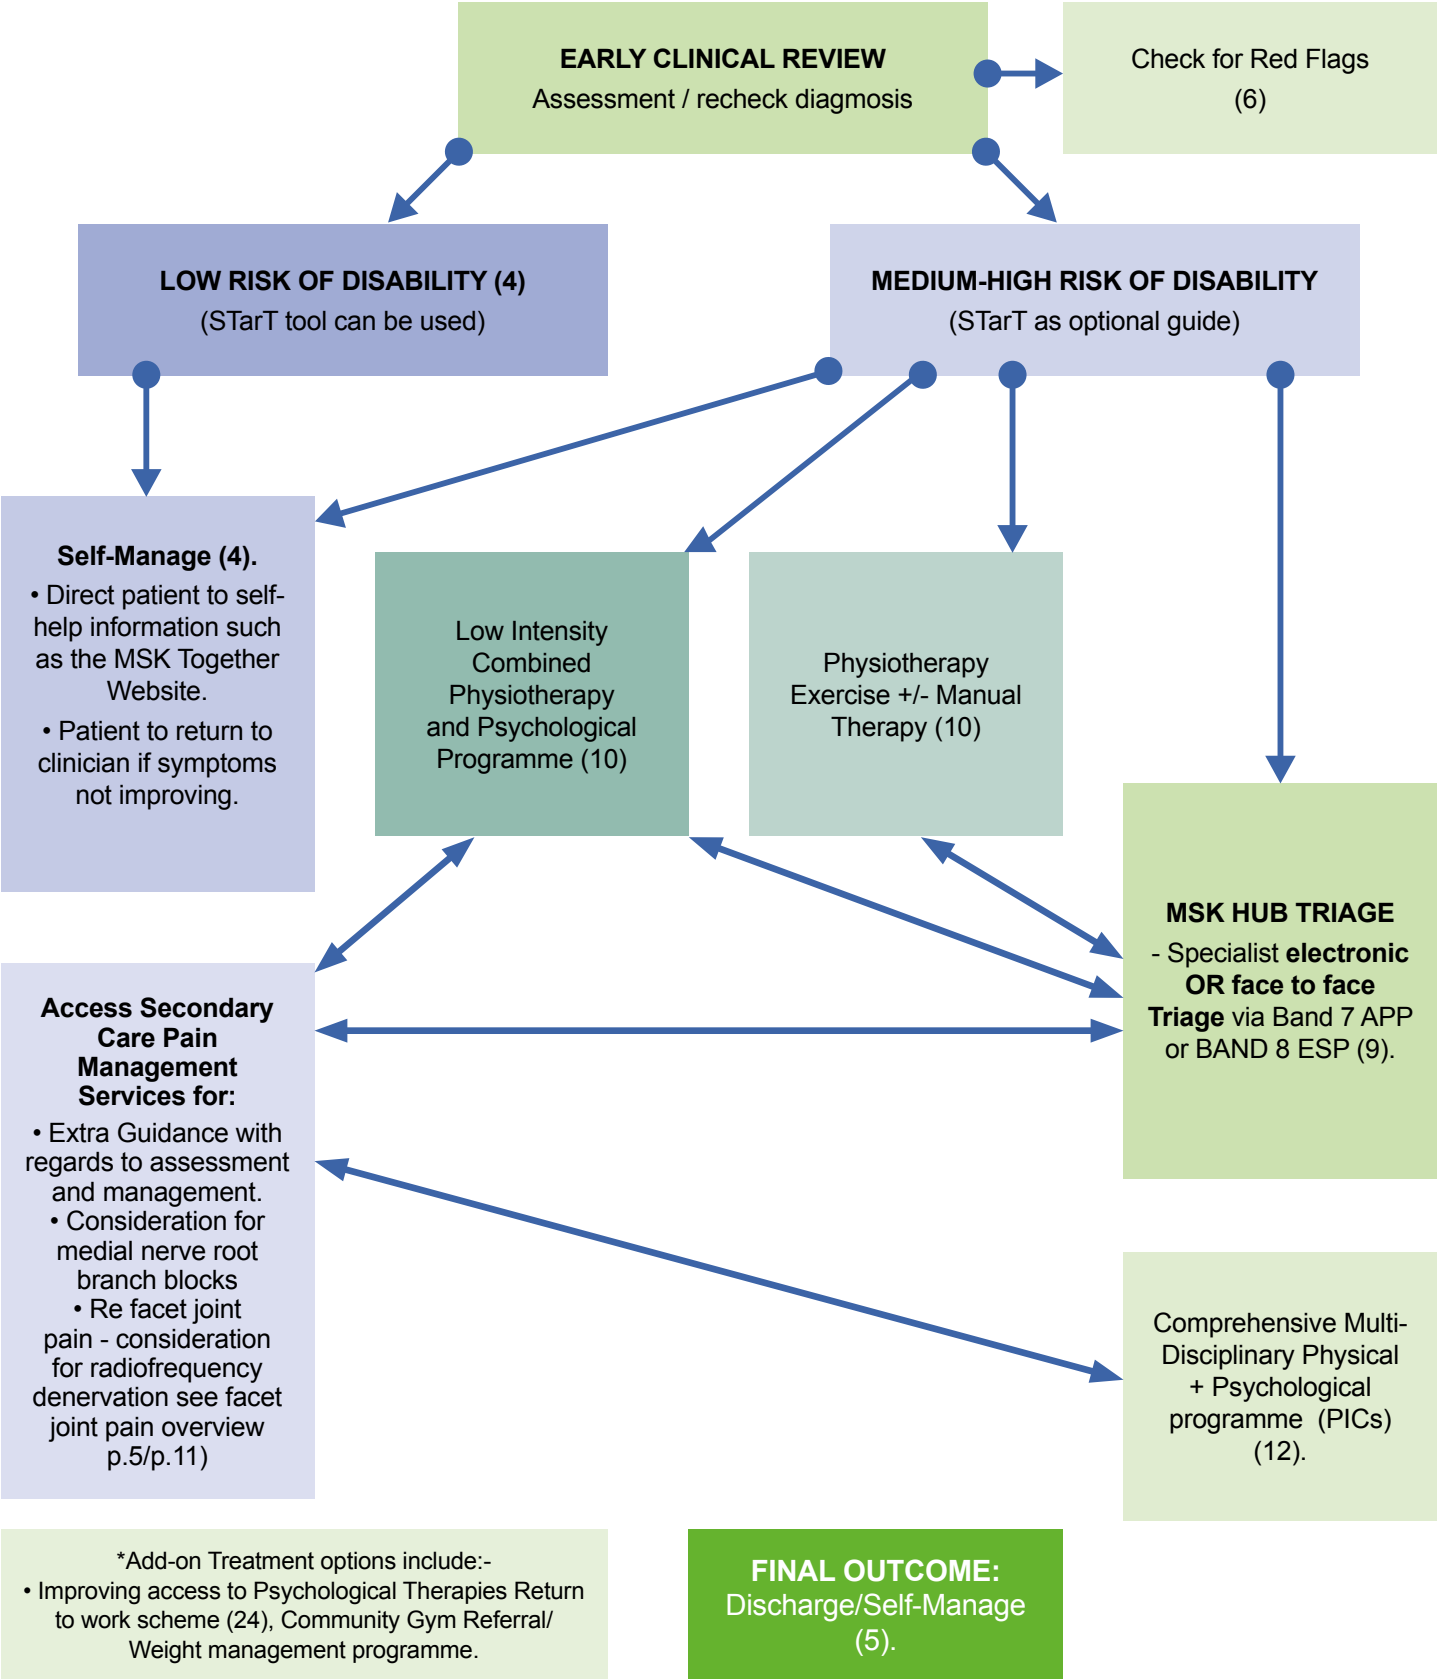 EARLY CLINICAL REVIEW
Assessment / recheck diagmosis
Check for Red Flags
(6)
LOW RISK OF DISABILITY (4)
(STarT tool can be used)
MEDIUM-HIGH RISK OF DISABILITY
(STarT as optional guide)
Self-Manage (4).
• Direct patient to self-
help information such
as the MSK Together
Website.
• Patient to return to
clinician if symptoms
not improving.
Low Intensity
Combined
Physiotherapy
and Psychological
Programme (10)
Physiotherapy
Exercise +/- Manual
Therapy (10)
MSK HUB TRIAGE
- Specialist electronic
OR face to face
Triage via Band 7 APP
or BAND 8 ESP (9).
Access Secondary
Care Pain
Management
Services for:
• Extra Guidance with
regards to assessment
and management.
• Consideration for
medial nerve root
branch blocks
• Re facet joint
pain - consideration
for radiofrequency
denervation see facet
joint pain overview
p.5/p.11)
Comprehensive Multi-
Disciplinary Physical
+ Psychological
programme (PICs)
(12).
*Add-on Treatment options include:-
• Improving access to Psychological Therapies Return
to work scheme (24), Community Gym Referral/
Weight management programme.
FINAL OUTCOME:
Discharge/Self-Manage
(5).